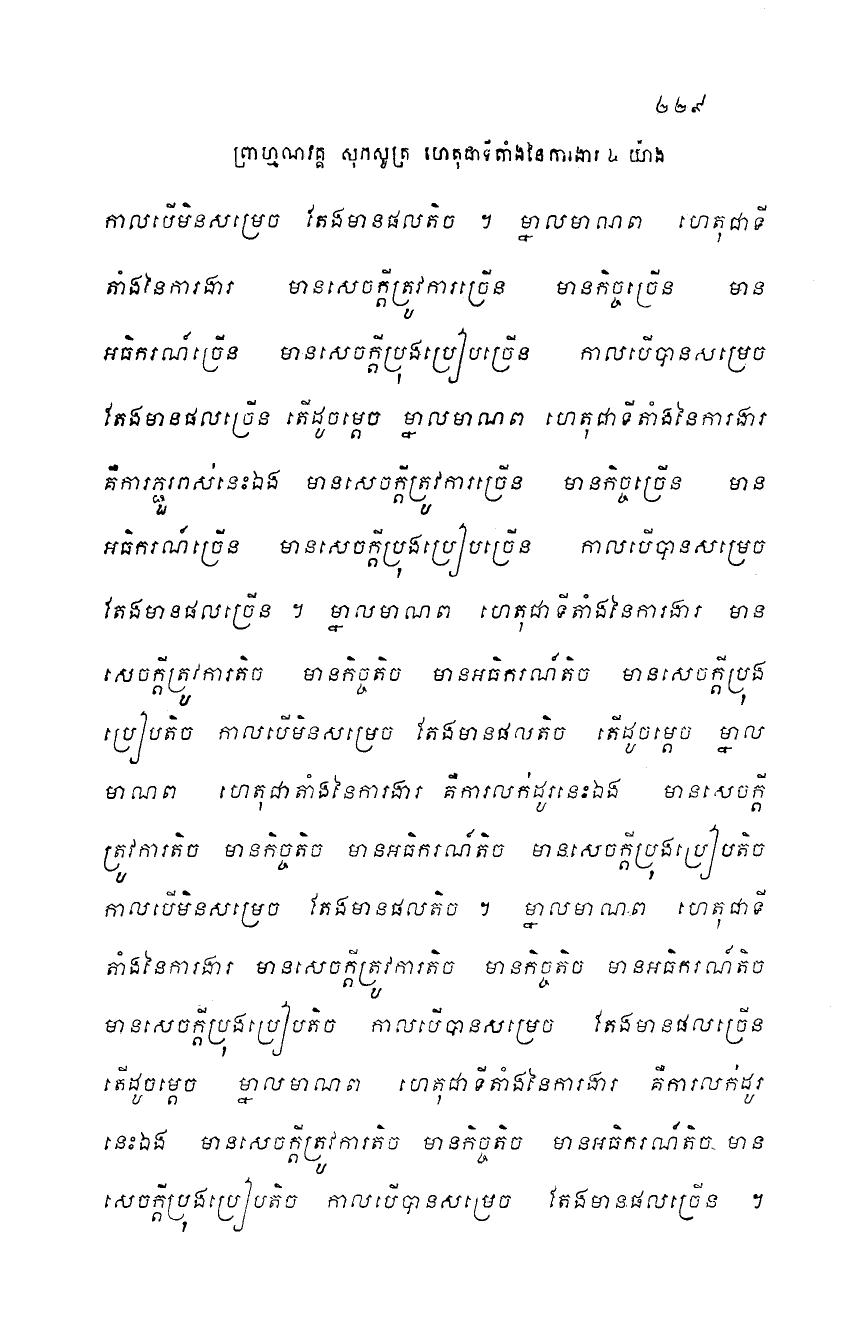 ២២៩
ព្រាហ្មណវគ្គ សុភសូត្រ ហេតុជាទីតាំងនៃការងារ ៤ យ៉ាង
កាលបើមិនសម្រេច តែងមានផលតិច ។ ម្នាលមាណព ហេតុជាទី
តាំងនៃការងារ មានសេចក្តីត្រូវការច្រើន មានកិច្ចច្រើន មាន
អធិករណ៍ច្រើន មានសេចក្តីប្រុងប្រៀបច្រើន កាលបើបានសម្រេច
តែងមានផលច្រើន តើដូចម្តេច ម្នាលមាណព ហេតុជាទីតាំងនៃការងារ
គឺការភ្ជួររាស់នេះឯង មានសេចក្តីត្រូវការច្រើន មានកិច្ចច្រើន មាន
អធិករណ៍ច្រើន មានសេចក្តីប្រុងប្រៀបច្រើន កាលបើបានសម្រេច
តែងមានផលច្រើន ។ ម្នាលមាណព ហេតុជាទីតាំងនៃការងារ មាន
សេចក្តីត្រូវការតិច មានកិច្ចតិច មានអធិករណ៍តិច មានសេចក្តីប្រុង
ប្រៀបតិច កាលបើមិនសម្រេច តែងមានផលតិច តើដូចម្តេច ម្នាល
មាណព ហេតុជាតាំងនៃការងារ គឺការលក់ដូរនេះឯង មានសេចក្តី
ត្រូវការតិច មានកិច្ចតិច មានអធិករណ៍តិច មានសេចក្តីប្រុងប្រៀបតិច
កាលបើមិនសម្រេច តែងមានផលតិច ។ ម្នាលមាណព ហេតុជាទី
តាំងនៃការងារ មានសេចក្តីត្រូវការតិច មានកិច្ចតិច មានអធិករណ៍តិច
មានសេចក្តីប្រុងប្រៀបតិច កាលបើបានសម្រេច តែងមានផលច្រើន
តើដូចម្តេច ម្នាលមាណព ហេតុជាទីតាំងនៃការងារ គឺការលក់ដូរ
នេះឯង មានសេចក្តីត្រូវការតិច មានកិច្ចតិច មានអធិករណ៍តិច មាន
សេចក្តីប្រុងប្រៀបតិច កាលបើបានសម្រេច តែងមានផលច្រើន ។